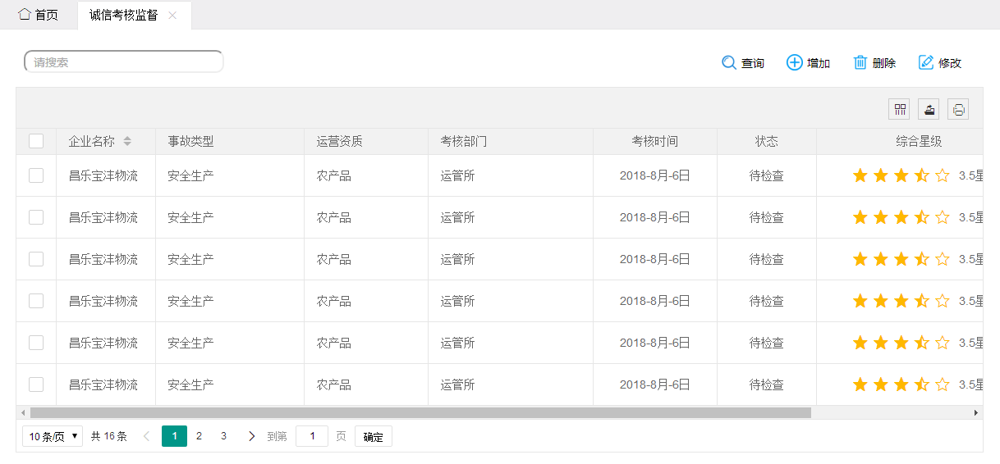 首页 诚信考核监督
请搜索 查询 增加 删除 修改
企业名称 事故类型 运营资质 考核部门 考核时间 状态 综合星级
昌乐宝沣物流 安全生产 农产品 运管所 2018-8月-6日 待检查 3.5星
昌乐宝沣物流 安全生产 农产品 运管所 2018-8月-6日 待检查 3.5星
昌乐宝沣物流 安全生产 农产品 运管所 2018-8月-6日 待检查 3.5星
昌乐宝沣物流 安全生产 农产品 运管所 2018-8月-6日 待检查 3.5星
昌乐宝沣物流 安全生产 农产品 运管所 2018-8月-6日 待检查 3.5星
昌乐宝沣物流 安全生产 农产品 运管所 2018-8月-6日 待检查 3.5星
10 条/页 共 16 条 1 2 3 到第 1 页 确定